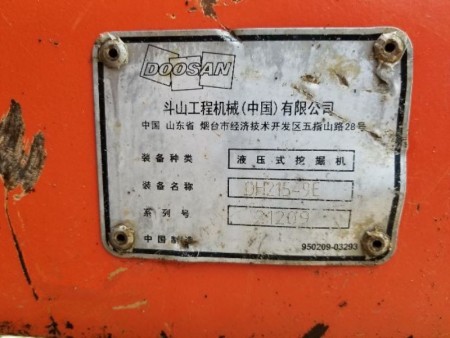 DOOSAN
斗山工程机械(中国)有限公司
中国 山东省 烟台市经济技术开发区五指山路28号
装备种类 液压式挖掘机
装备名称 DH215-9E
系列号 21209
中国制造
950209-03293